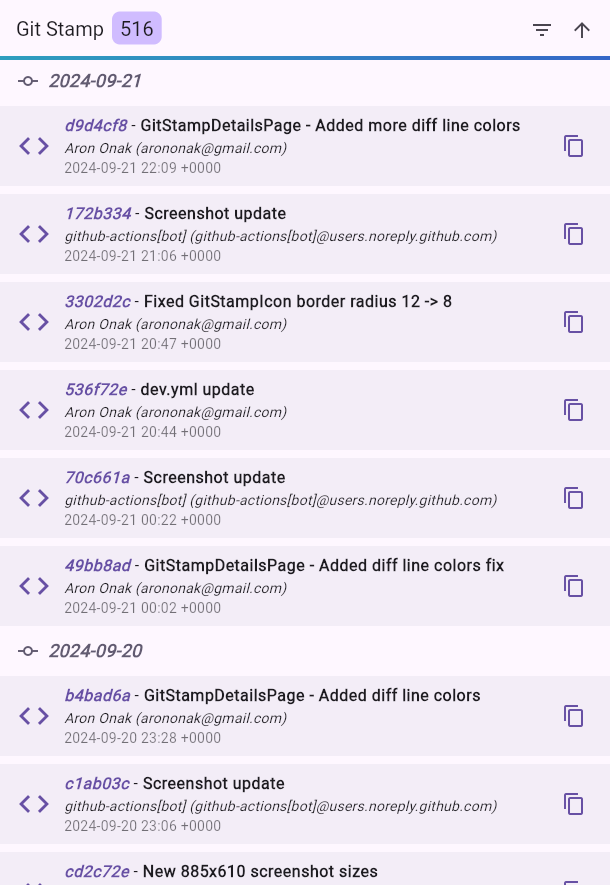 Git Stamp 516
2024-09-21
d9d4cf8 - GitStampDetailsPage - Added more diff line colors
Aron Onak (arononak@gmail.com)
2024-09-21 22:09 +0000
172b334 - Screenshot update
github-actions[bot] (github-actions[bot]@users.noreply.github.com)
2024-09-21 21:06 +0000
3302d2c - Fixed GitStampIcon border radius 12 -> 8
Aron Onak (arononak@gmail.com)
2024-09-21 20:47 +0000
536f72e - dev.yml update
Aron Onak (arononak@gmail.com)
2024-09-21 20:44 +0000
70c661a - Screenshot update
github-actions[bot] (github-actions[bot]@users.noreply.github.com)
2024-09-21 00:22 +0000
49bb8ad - GitStampDetailsPage - Added diff line colors fix
Aron Onak (arononak@gmail.com)
2024-09-21 00:02 +0000
2024-09-20
b4bad6a - GitStampDetailsPage - Added diff line colors
Aron Onak (arononak@gmail.com)
2024-09-20 23:28 +0000
c1ab03c - Screenshot update
github-actions[bot] (github-actions[bot]@users.noreply.github.com)
2024-09-20 23:06 +0000
cd2c72e - New 885x610 screenshot sizes